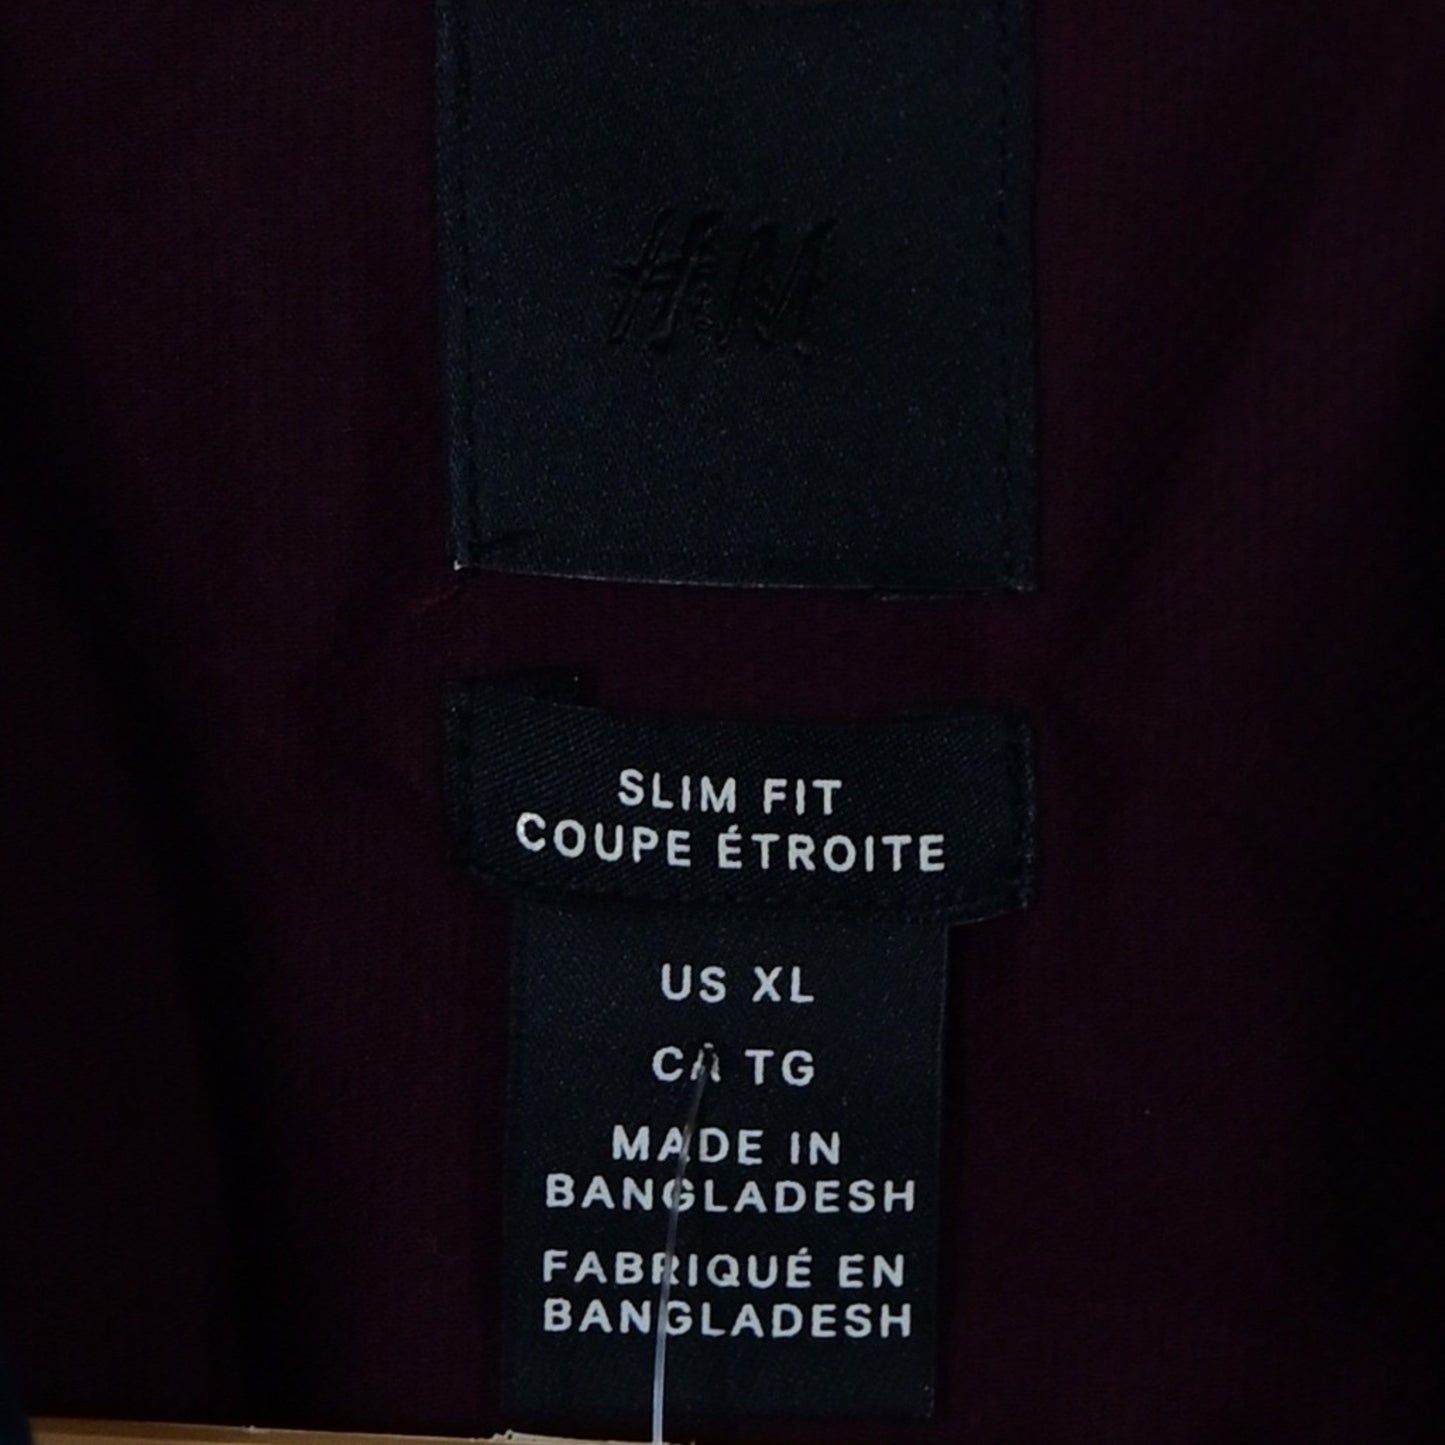 H&M
SLIM FIT
COUPE ÉTROITE
US XL
CA TG
MADE IN
BANGLADESH
FABRIQUÉ EN
BANGLADESH